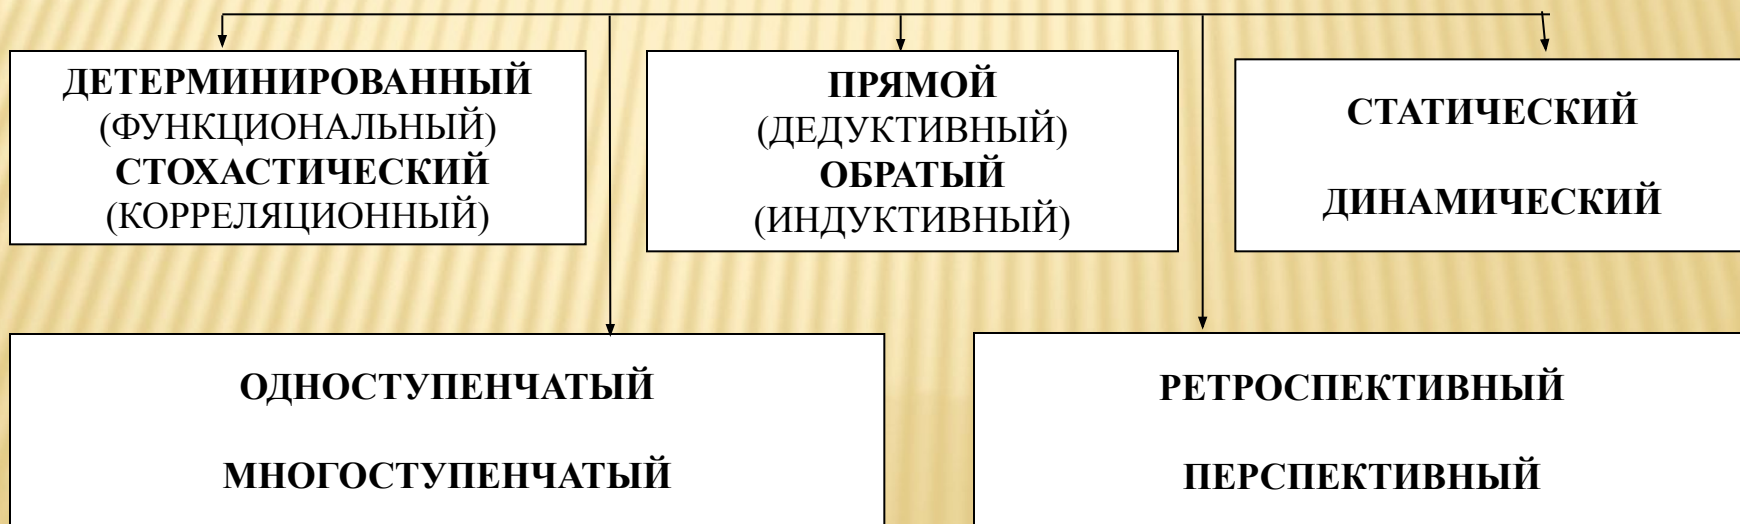 ДЕТЕРМИНИРОВАННЫЙ
(ФУНКЦИОНАЛЬНЫЙ)
СТОХАСТИЧЕСКИЙ
(КОРРЕЛЯЦИОННЫЙ)
ПРЯМОЙ
(ДЕДУКТИВНЫЙ)
ОБРАТЫЙ
(ИНДУКТИВНЫЙ)
СТАТИЧЕСКИЙ
ДИНАМИЧЕСКИЙ
ОДНОСТУПЕНЧАТЫЙ
МНОГОСТУПЕНЧАТЫЙ
РЕТРОСПЕКТИВНЫЙ
ПЕРСПЕКТИВНЫЙ